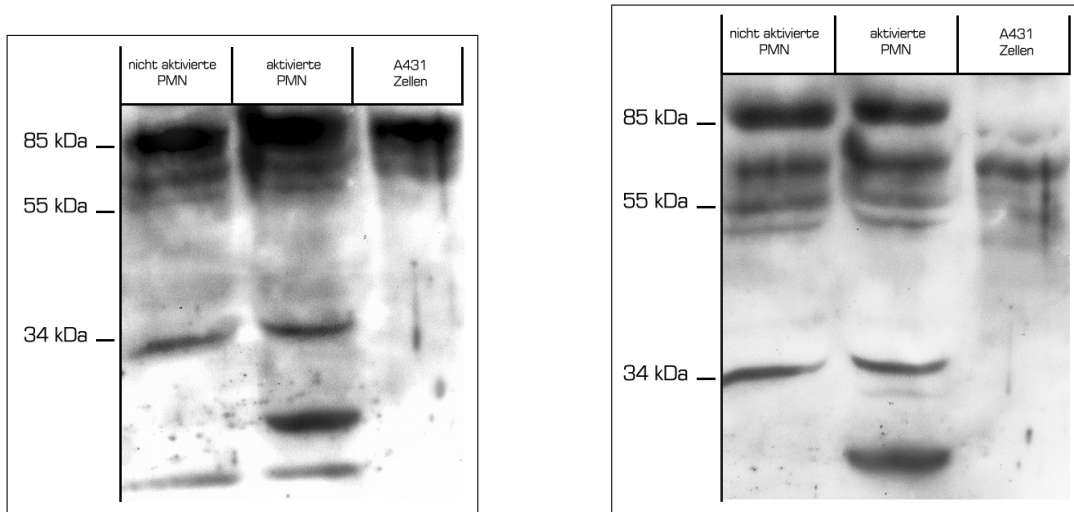 nicht aktivierte
PMN
aktivierte
PMN
A431
Zellen
85 kDa
55 kDa
34 kDa
nicht aktivierte
PMN
aktivierte
PMN
A431
Zellen
85 kDa
55 kDa
34 kDa